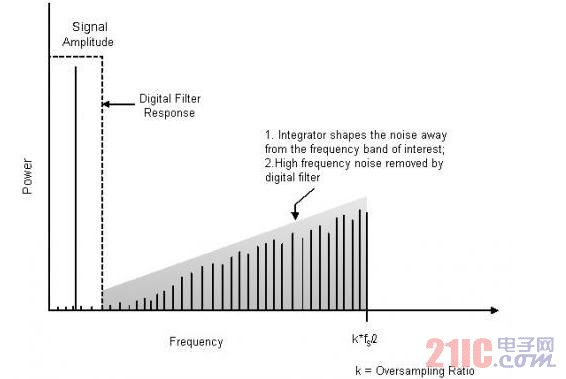 Signal
Amplitude
Digital Filter
Response
1. Integrator shapes the noise away
from the frequency band of interest;
2.High frequency noise removed by
digital filter
Power
Frequency
k*fs/2
k = Oversampling Ratio
21IC电子网